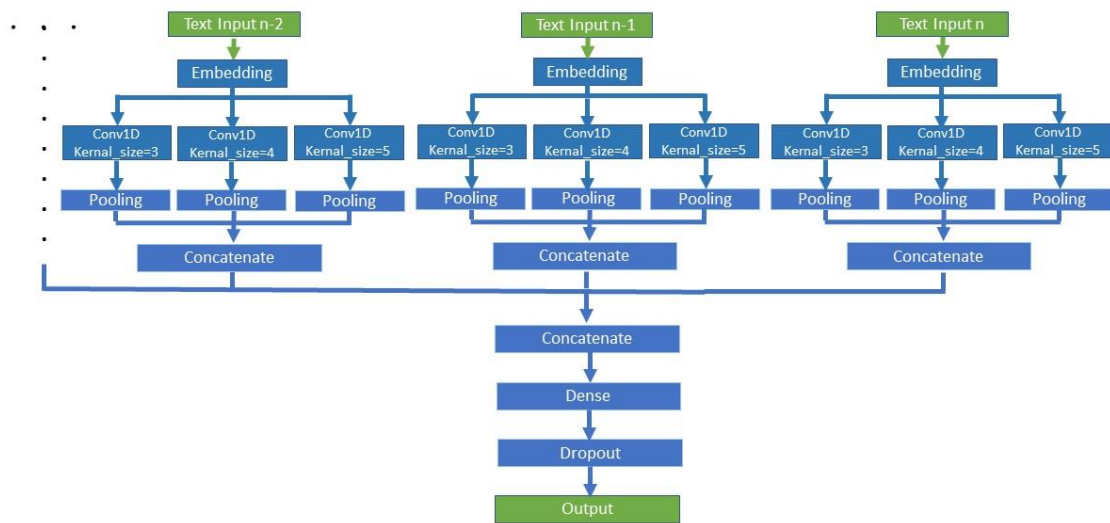 Text Input n-2
Text Input n-1
Text Input n
Embedding
Embedding
Embedding
Conv1D
Kernal_size=3
Conv1D
Kernal_size=4
Conv1D
Kernal_size=5
Conv1D
Kernal_size=3
Conv1D
Kernal_size=4
Conv1D
Kernal_size=5
Conv1D
Kernal_size=3
Conv1D
Kernal_size=4
Conv1D
Kernal_size=5
Pooling
Pooling
Pooling
Pooling
Pooling
Pooling
Pooling
Pooling
Pooling
Concatenate
Concatenate
Concatenate
Concatenate
Dense
Dropout
Output